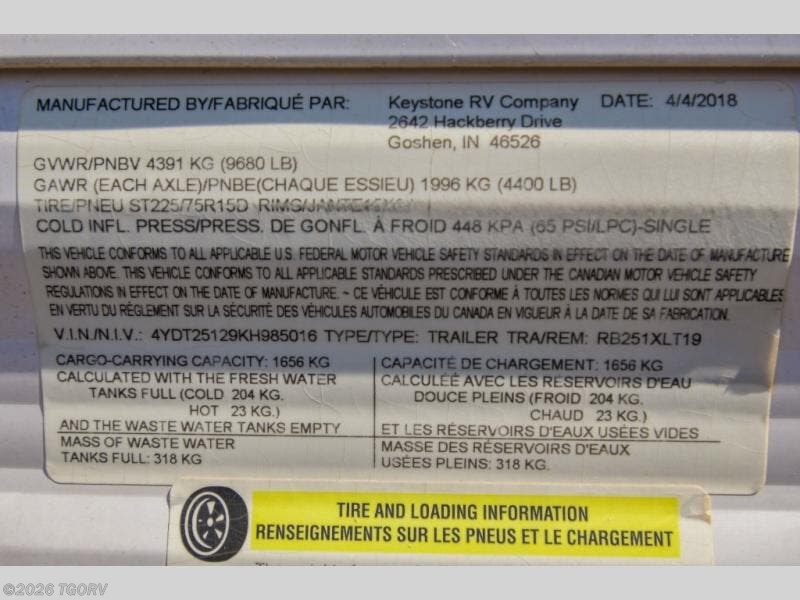 MANUFACTURED BY/FABRIQUÉ PAR: Keystone RV Company DATE: 4/4/2018
2642 Hackberry Drive
Goshen, IN 46526
GVWR/PNBV 4391 KG (9680 LB)
GAWR (EACH AXLE)/PNBE(CHAQUE ESSIEU) 1996 KG (4400 LB)
TIRE/PNEU ST225/75R15D RIMS/JANTE
COLD INFL. PRESS/PRESS. DE GONFL. À FROID 448 KPA (65 PSI/LPC)-SINGLE
THIS VEHICLE CONFORMS TO ALL APPLICABLE U.S. FEDERAL MOTOR VEHICLE SAFETY STANDARDS IN EFFECT ON THE DATE OF MANUFACTURE
SHOWN ABOVE. THIS VEHICLE CONFORMS TO ALL APPLICABLE STANDARDS PRESCRIBED UNDER THE CANADIAN MOTOR VEHICLE SAFETY
REGULATIONS IN EFFECT ON THE DATE OF MANUFACTURE. ~ CE VÉHICULE EST CONFORME À TOUTES LES NORMES QUI LUI SONT APPLICABLES
EN VERTU DU RÉGLEMENT SUR LA SÉCURITÉ DES VÉHICULES AUTOMOBILES DU CANADA EN VIGUEUR À LA DATE DE SA FABRICATION.
V.I.N./N.I.V.: 4YDT25129KH985016 TYPE/TYPE: TRAILER TRA/REM: RB251XLT19
CARGO-CARRYING CAPACITY: 1656 KG
CALCULATED WITH THE FRESH WATER
TANKS FULL (COLD 204 KG.
HOT 23 KG.)
AND THE WASTE WATER TANKS EMPTY
MASS OF WASTE WATER
TANKS FULL: 318 KG.
CAPACITÉ DE CHARGEMENT: 1656 KG
CALCULÉE AVEC LES RÉSERVOIRS D'EAU
DOUCE PLEINS (FROID 204 KG.
CHAUD 23 KG.)
ET LES RÉSERVOIRS D'EAUX USÉES VIDES
MASSE DES RÉSERVOIRS D'EAUX
USÉES PLEINS: 318 KG.
TIRE AND LOADING INFORMATION
RENSEIGNEMENTS SUR LES PNEUS ET LE CHARGEMENT
©2026 TGORV